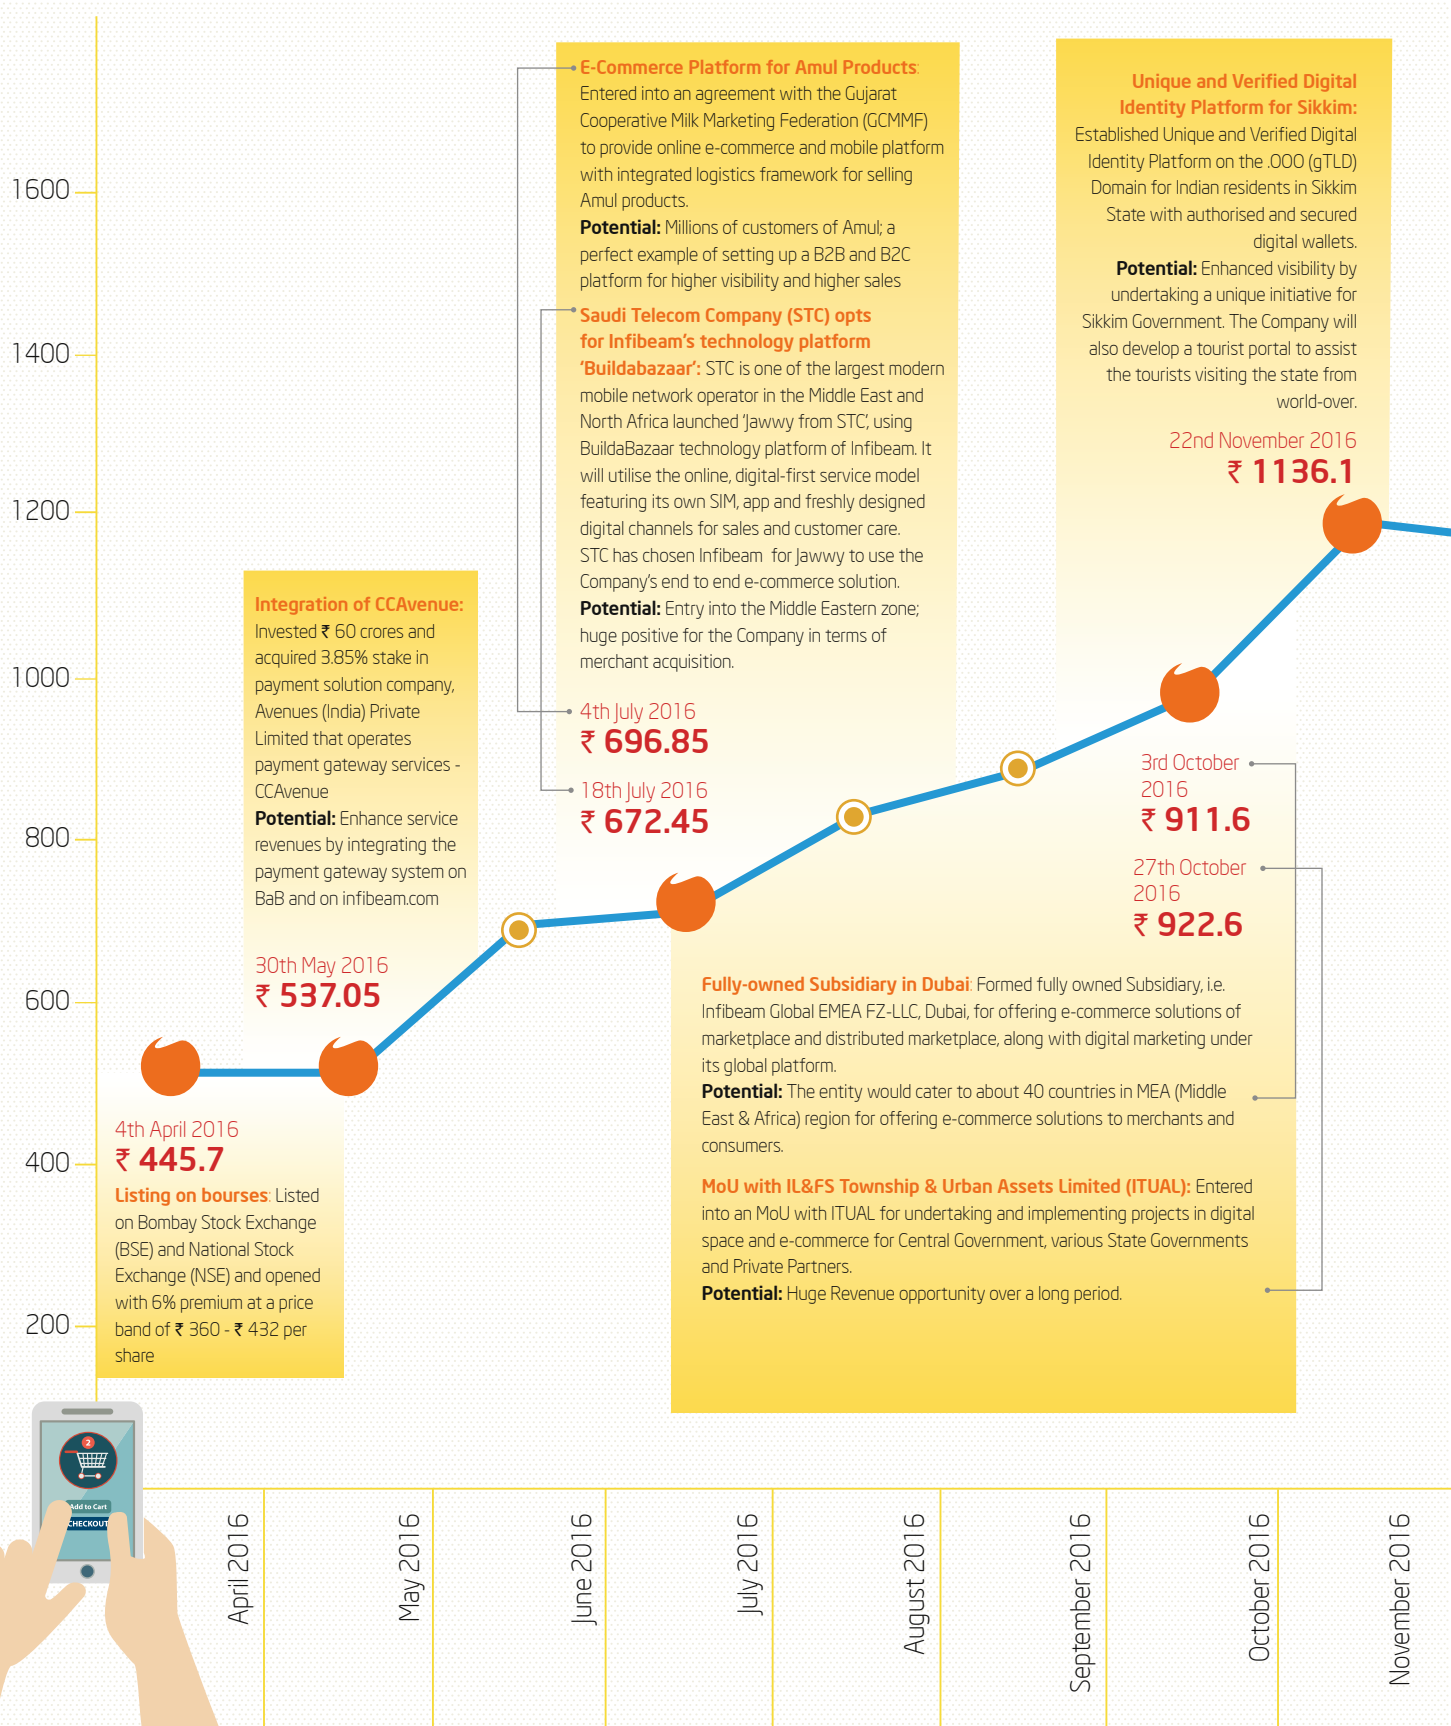 1600
1400
1200
1000
800
600
400
200
E-Commerce Platform for Amul Products:
Entered into an agreement with the Gujarat
Cooperative Milk Marketing Federation (GCMMF)
to provide online e-commerce and mobile platform
with integrated logistics framework for selling
Amul products.
Potential: Millions of customers of Amul; a
perfect example of setting up a B2B and B2C
platform for higher visibility and higher sales
Saudi Telecom Company (STC) opts
for Infibeam's technology platform
‘Buildabazaar’: STC is one of the largest modern
mobile network operator in the Middle East and
North Africa launched ‘Jawwy from STC’, using
BuildaBazaar technology platform of Infibeam. It
will utilise the online, digital-first service model
featuring its own SIM, app and freshly designed
digital channels for sales and customer care.
STC has chosen Infibeam for Jawwy to use the
Company's end to end e-commerce solution.
Potential: Entry into the Middle Eastern zone;
huge positive for the Company in terms of
merchant acquisition.
4th July 2016
₹ 696.85
18th July 2016
₹ 672.45
Unique and Verified Digital
Identity Platform for Sikkim:
Established Unique and Verified Digital
Identity Platform on the .OOO (gTLD)
Domain for Indian residents in Sikkim
State with authorised and secured
digital wallets.
Potential: Enhanced visibility by
undertaking a unique initiative for
Sikkim Government. The Company will
also develop a tourist portal to assist
the tourists visiting the state from
world-over.
22nd November 2016
₹ 1136.1
Integration of CCAvenue:
Invested ₹ 60 crores and
acquired 3.85% stake in
payment solution company,
Avenues (India) Private
Limited that operates
payment gateway services -
CCAvenue
Potential: Enhance service
revenues by integrating the
payment gateway system on
BaB and on infibeam.com
30th May 2016
₹ 537.05
3rd October
2016
₹ 911.6
27th October
2016
₹ 922.6
Fully-owned Subsidiary in Dubai: Formed fully owned Subsidiary, i.e.
Infibeam Global EMEA FZ-LLC, Dubai, for offering e-commerce solutions of
marketplace and distributed marketplace, along with digital marketing under
its global platform.
Potential: The entity would cater to about 40 countries in MEA (Middle
East & Africa) region for offering e-commerce solutions to merchants and
consumers.
MoU with IL&FS Township & Urban Assets Limited (ITUAL): Entered
into an MoU with ITUAL for undertaking and implementing projects in digital
space and e-commerce for Central Government, various State Governments
and Private Partners.
Potential: Huge Revenue opportunity over a long period.
4th April 2016
₹ 445.7
Listing on bourses: Listed
on Bombay Stock Exchange
(BSE) and National Stock
Exchange (NSE) and opened
with 6% premium at a price
band of ₹ 360 - ₹ 432 per
share
2
Add to Cart
CHECKOUT
April 2016
May 2016
June 2016
July 2016
August 2016
September 2016
October 2016
November 2016